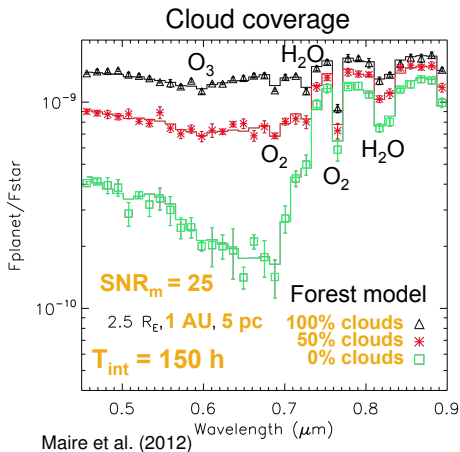 Cloud coverage
H₂O
O₃
10⁻⁹
O₂
O₂
H₂O
Fplanet/Fstar
SNRₘ = 25
Forest model
2.5 R_E, 1 AU, 5 pc
100% clouds
50% clouds
0% clouds
10⁻¹⁰
T_int = 150 h
0.5 0.6 0.7 0.8 0.9
Wavelength (μm)
Maire et al. (2012)